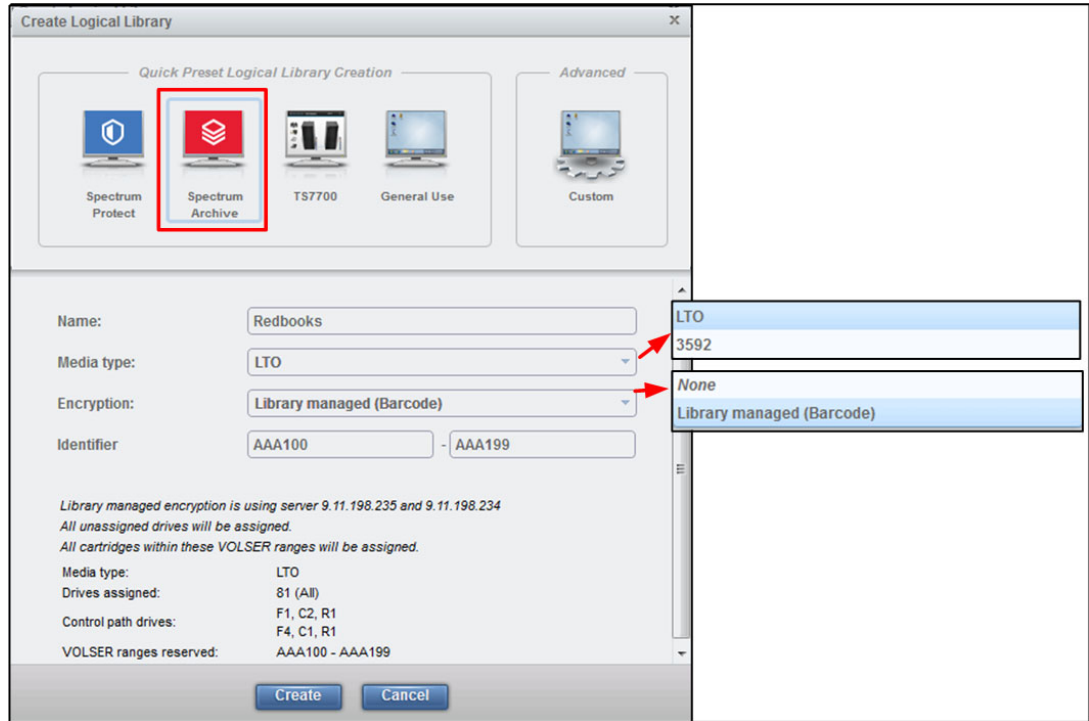 Create Logical Library x
Quick Preset Logical Library Creation
Advanced
Spectrum
Protect
Spectrum
Archive
TS7700
General Use
Custom
Name: Redbooks
Media type: LTO
Encryption: Library managed (Barcode)
Identifier AAA100 - AAA199
LTO
3592
None
Library managed (Barcode)
Library managed encryption is using server 9.11.198.235 and 9.11.198.234
All unassigned drives will be assigned.
All cartridges within these VOLSER ranges will be assigned.
Media type: LTO
Drives assigned: 81 (All)
Control path drives: F1, C2, R1
F4, C1, R1
VOLSER ranges reserved: AAA100 - AAA199
Create Cancel